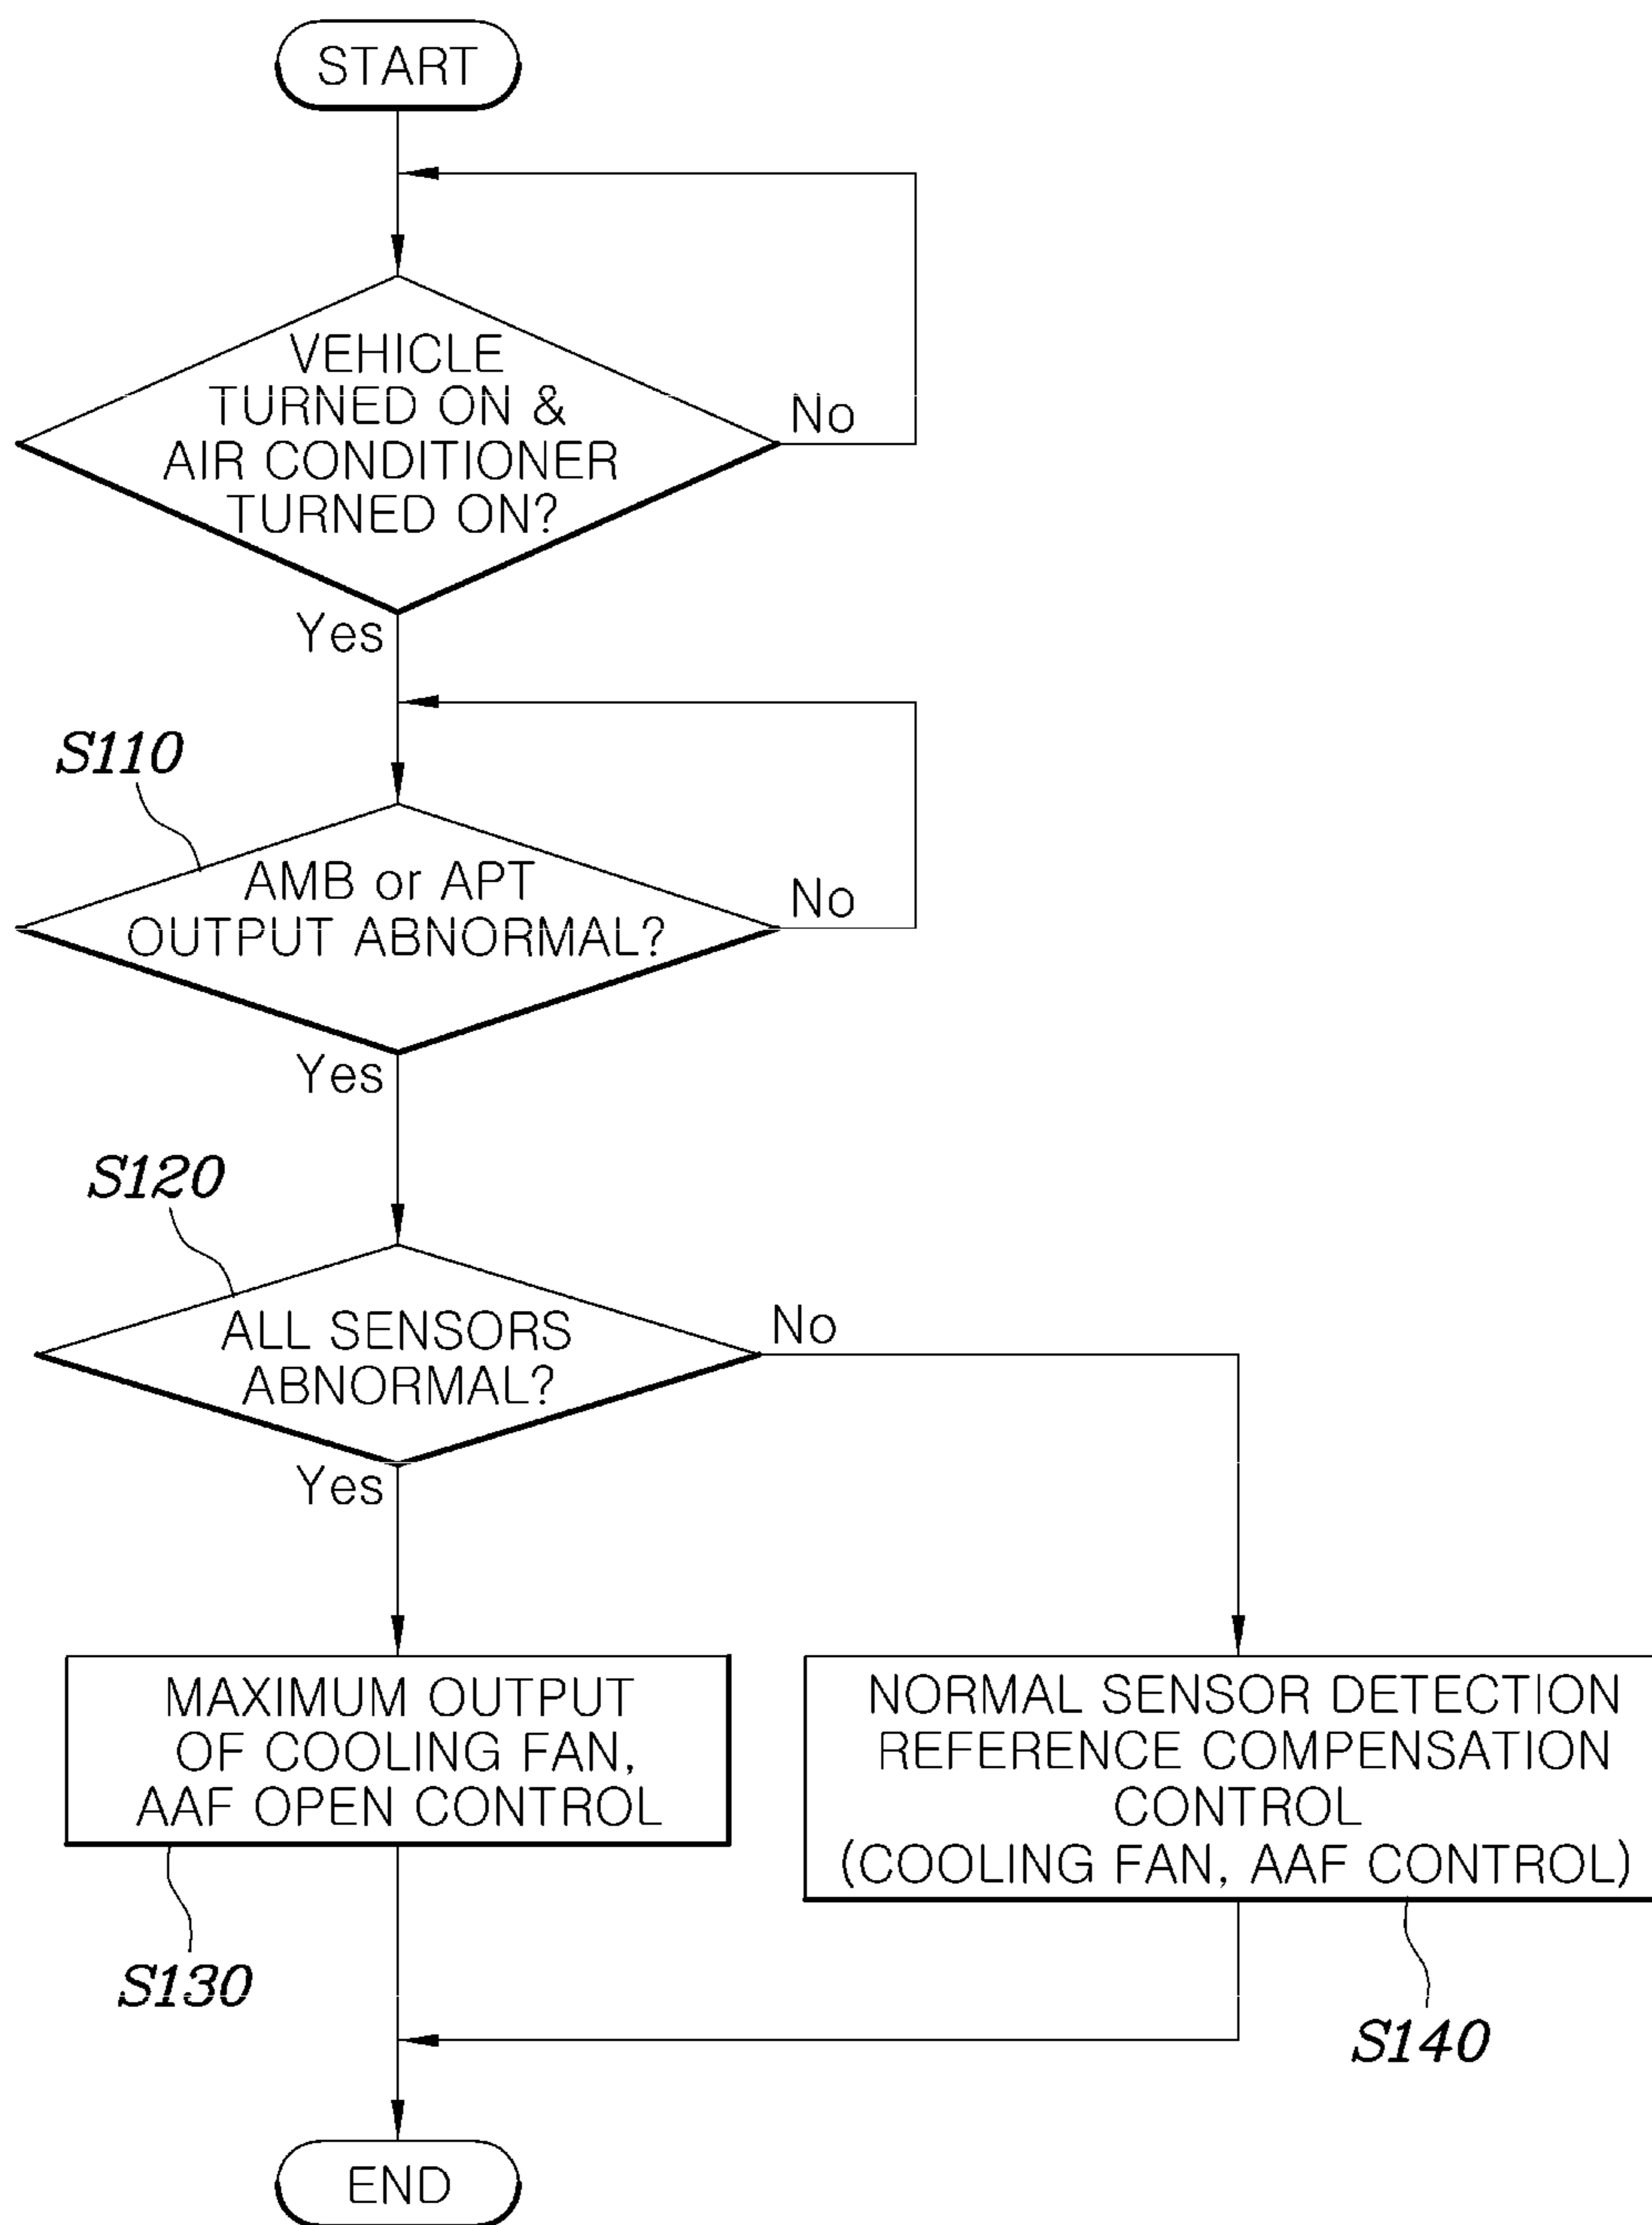 START
VEHICLE
TURNED ON &
AIR CONDITIONER
TURNED ON?
No
Yes
S110
AMB or APT
OUTPUT ABNORMAL?
No
Yes
S120
ALL SENSORS
ABNORMAL?
No
Yes
MAXIMUM OUTPUT
OF COOLING FAN,
AAF OPEN CONTROL
S130
NORMAL SENSOR DETECTION
REFERENCE COMPENSATION
CONTROL
(COOLING FAN, AAF CONTROL)
S140
END